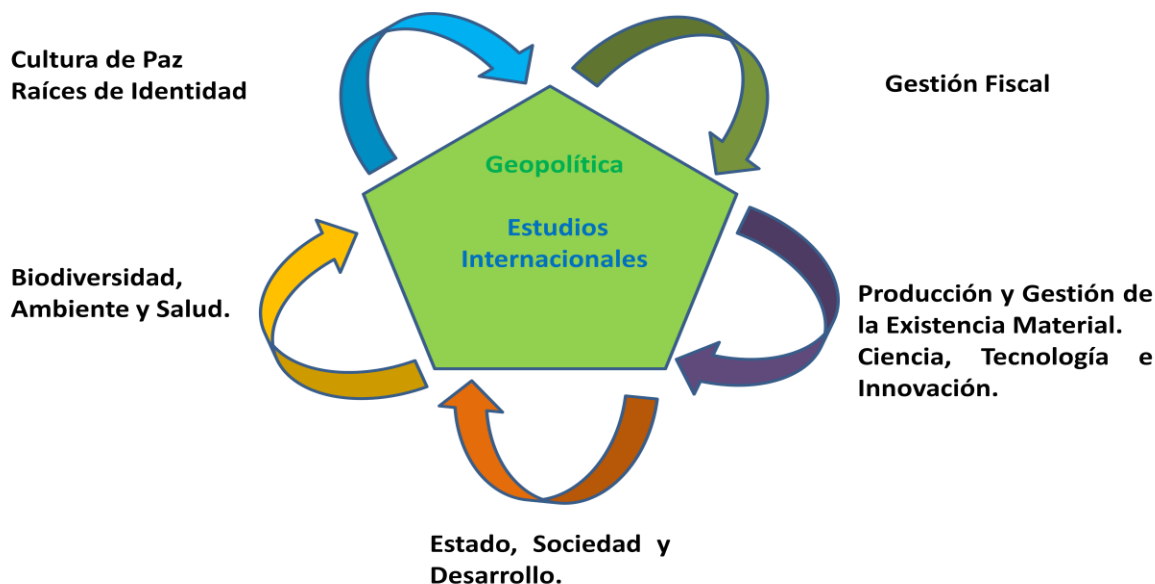 Cultura de Paz
Raíces de Identidad
Gestión Fiscal
Geopolítica
Estudios
Internacionales
Biodiversidad,
Ambiente y Salud.
Producción y Gestión de
la Existencia Material.
Ciencia, Tecnología e
Innovación.
Estado, Sociedad y
Desarrollo.